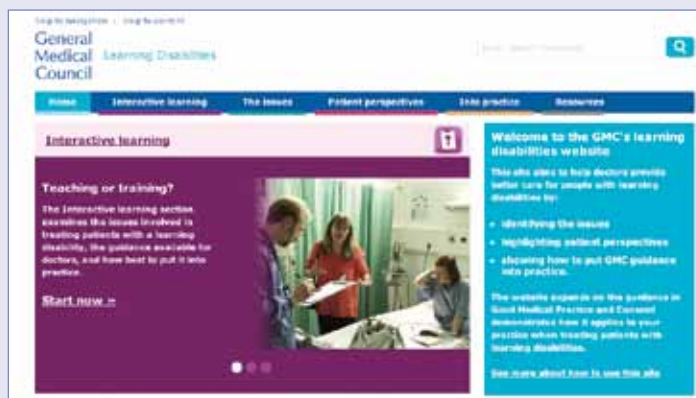 Skip to navigation | Skip to content
General
Medical
Council
Learning Disabilities
Home
Interactive learning
The issues
Patient perspectives
Into practice
Resources
Interactive learning
Teaching or training?
The Interactive learning section
examines the issues involved in
treating patients with a learning
disability, the guidance available for
doctors, and how best to put it into
practice.
Start now »
Welcome to the GMC's learning
disabilities website
This site aims to help doctors provide
better care for people with learning
disabilities by:
• identifying the issues
• highlighting patient perspectives
• showing how to put GMC guidance
into practice.
The website expands on the guidance in
Good Medical Practice and Consent
demonstrates how it applies to your
practice when treating patients with
learning disabilities.
See more about how to use this site